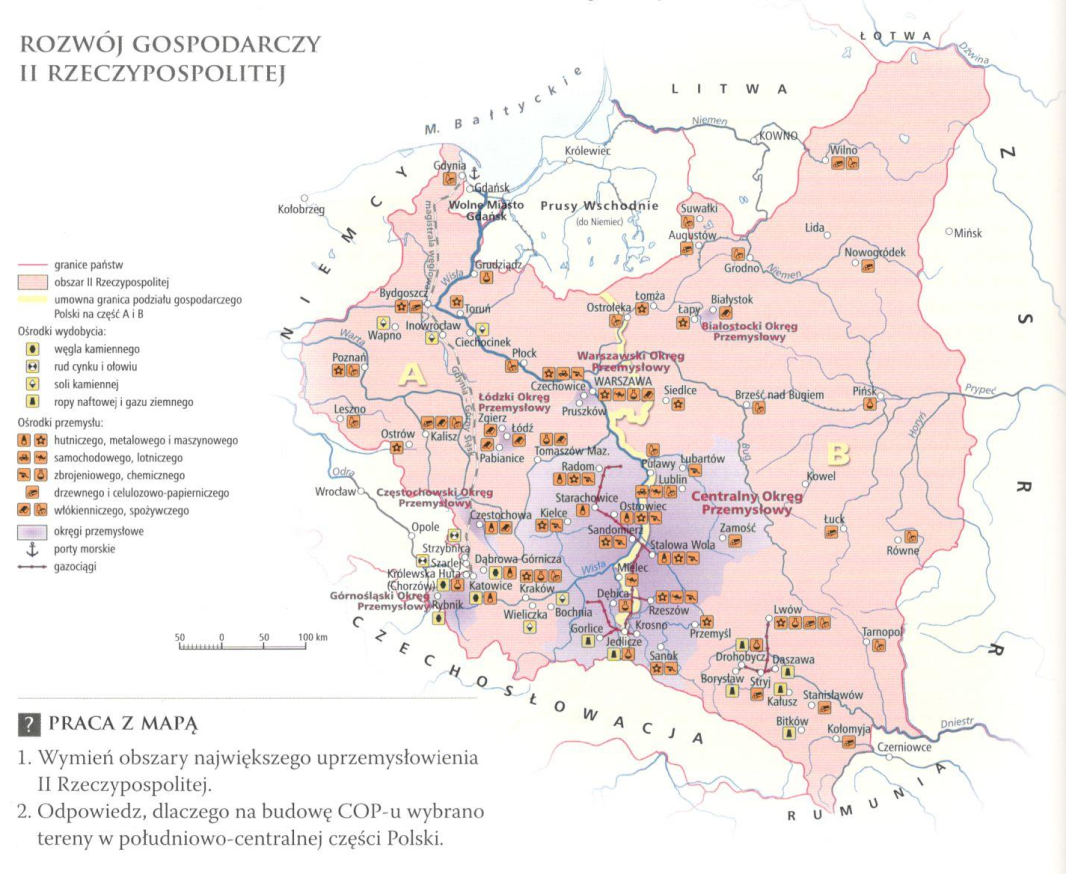 ROZWÓJ GOSPODARCZY
II RZECZYPOSPOLITEJ
ŁOTWA
Dźwina
LITWA
M. Bałtyckie
Niemen
KOWNO
Wilno
Królewiec
Gdynia
Gdańsk
Wolne Miasto
Gdańsk
Prusy Wschodnie
(do Niemiec)
Kołobrzeg
NIEMCY
ZSRR
Suwałki
Augustów
Lida
Mińsk
Nowogródek
Grodno
Niemen
magistrala węglowa
Gdynia – Górny Śląsk
Wisła
Grudziądz
Bydgoszcz
Toruń
Inowrocław
Wapno
Ciechocinek
Ostrołęka
Łomża
Łapy
Białystok
Białostocki Okręg
Przemysłowy
Warta
Poznań
Płock
A
Warszawski Okręg
Przemysłowy
Czechowice
WARSZAWA
Pruszków
Siedlce
Brześć nad Bugiem
Pińsk
Prypeć
Horyń
Leszno
Łódzki Okręg
Przemysłowy
Zgierz
Łódź
Pabianice
Ostrów
Kalisz
Tomaszów Maz.
Radom
Puławy
Lubartów
Lublin
Bug
B
Kowel
Odra
Wrocław
Częstochowski Okręg
Przemysłowy
Częstochowa
Kielce
Starachowice
Ostrowiec
Sandomierz
Centralny Okręg
Przemysłowy
Zamość
Łuck
Równe
Stalowa Wola
Opole
Strzybnica
Szarlej
Królewska Huta
(Chorzów)
Dąbrowa Górnicza
Katowice
Kraków
Wisła
Mielec
Górnośląski Okręg
Przemysłowy
Rybnik
Wieliczka
Bochnia
Dębica
Rzeszów
Gorlice
Jedlicze
Krosno
Sanok
Przemyśl
Lwów
Tarnopol
Drohobycz
Daszawa
Borysław
Stryj
Kałusz
Stanisławów
Bitków
Kołomyja
Dniestr
Czerniowce
CZECHOSŁOWACJA
RUMUNIA
granice państw
obszar II Rzeczypospolitej
umowna granica podziału gospodarczego
Polski na część A i B
Ośrodki wydobycia:
węgla kamiennego
rud cynku i ołowiu
soli kamiennej
ropy naftowej i gazu ziemnego
Ośrodki przemysłu:
hutniczego, metalowego i maszynowego
samochodowego, lotniczego
zbrojeniowego, chemicznego
drzewnego i celulozowo-papierniczego
włókienniczego, spożywczego
okręgi przemysłowe
porty morskie
gazociągi
50 0 50 100 km
? PRACA Z MAPĄ
1. Wymień obszary największego uprzemysłowienia
II Rzeczypospolitej.
2. Odpowiedz, dlaczego na budowę COP-u wybrano
tereny w południowo-centralnej części Polski.